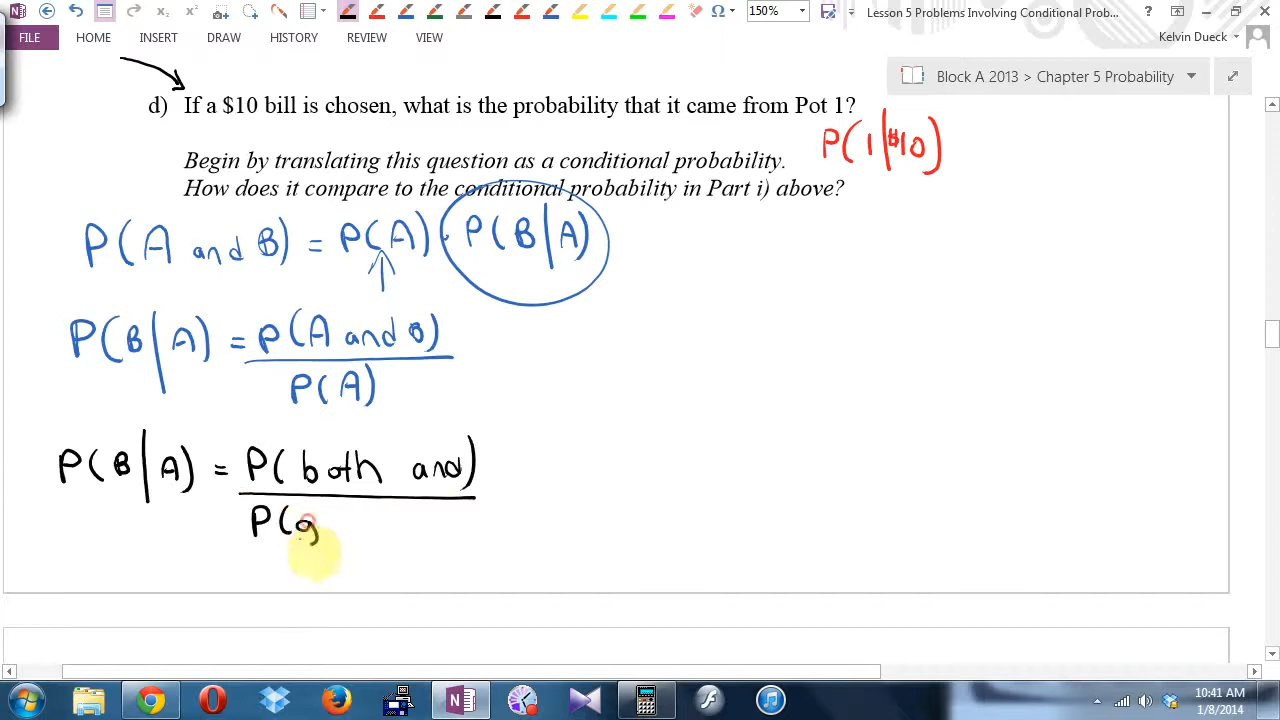 150%
Lesson 5 Problems Involving Conditional Prob...
FILE HOME INSERT DRAW HISTORY REVIEW VIEW
Kelvin Dueck
Block A 2013 > Chapter 5 Probability
d) If a $10 bill is chosen, what is the probability that it came from Pot 1?
P(1|$10)
Begin by translating this question as a conditional probability.
How does it compare to the conditional probability in Part i) above?
P(A and B) = P(A) · P(B|A)
P(B|A) = P(A and B)
P(A)
P(B|A) = P(both and)
P(g
10:41 AM
1/8/2014